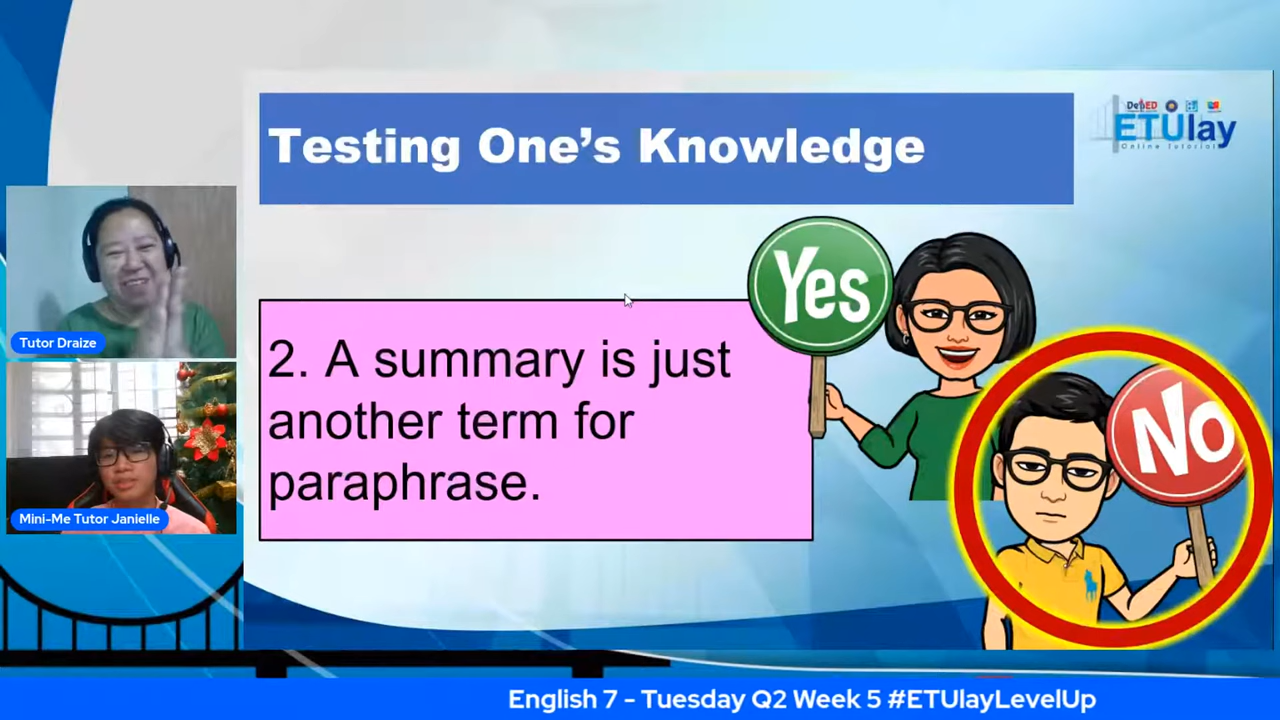 Testing One's Knowledge
DepED
ETUlay
Online Tutorial
Yes
No
2. A summary is just
another term for
paraphrase.
Tutor Draize
Mini-Me Tutor Janielle
English 7 - Tuesday Q2 Week 5 #ETUlayLevelUp